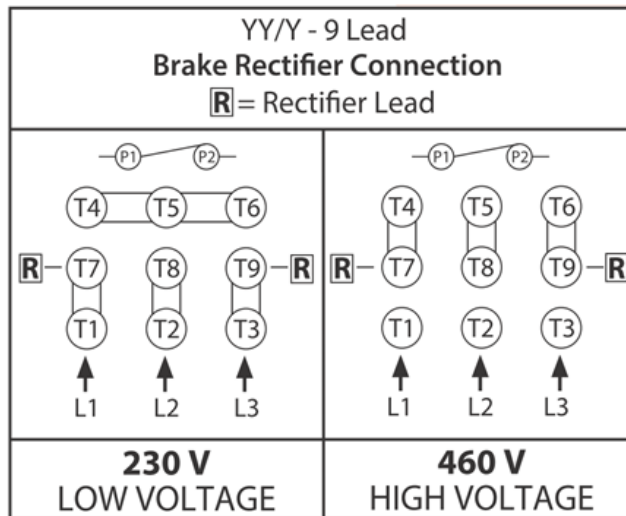 YY/Y - 9 Lead
Brake Rectifier Connection
R = Rectifier Lead
P1 P2
T4 T5 T6
R T7 T8 T9 R
T1 T2 T3
L1 L2 L3
230 V
LOW VOLTAGE
P1 P2
T4 T5 T6
R T7 T8 T9 R
T1 T2 T3
L1 L2 L3
460 V
HIGH VOLTAGE